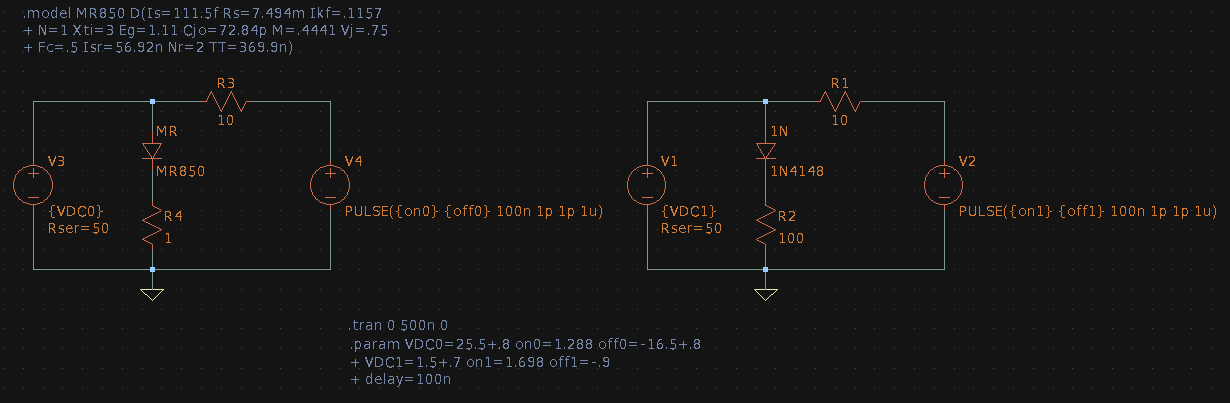 .model MR850 D(Is=111.5f Rs=7.494m Ikf=.1157
+ N=1 Xti=3 Eg=1.11 Cjo=72.84p M=.4441 Vj=.75
+ Fc=.5 Isr=56.92n Nr=2 TT=369.9n)
R3
10
MR
MR850
V3
{VDC0}
Rser=50
R4
1
V4
PULSE({on0} {off0} 100n 1p 1p 1u)
R1
10
1N
1N4148
V1
{VDC1}
Rser=50
R2
100
V2
PULSE({on1} {off1} 100n 1p 1p 1u)
.tran 0 500n 0
.param VDC0=25.5+.8 on0=1.288 off0=-16.5+.8
+ VDC1=1.5+.7 on1=1.698 off1=-.9
+ delay=100n